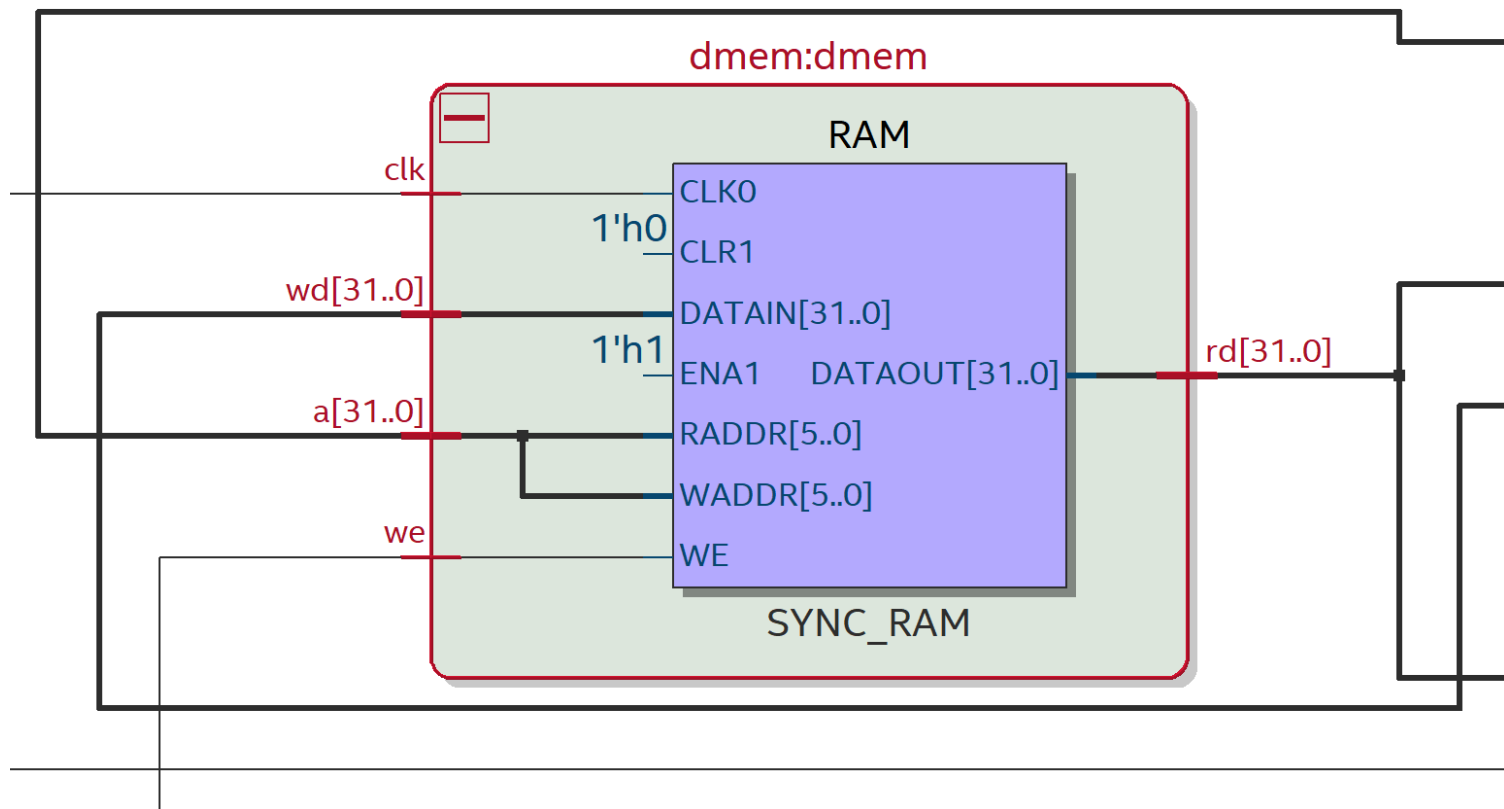 dmem:dmem
RAM
clk
CLK0
1'h0
CLR1
wd[31..0]
DATAIN[31..0]
1'h1
ENA1
DATAOUT[31..0]
rd[31..0]
a[31..0]
RADDR[5..0]
WADDR[5..0]
we
WE
SYNC_RAM